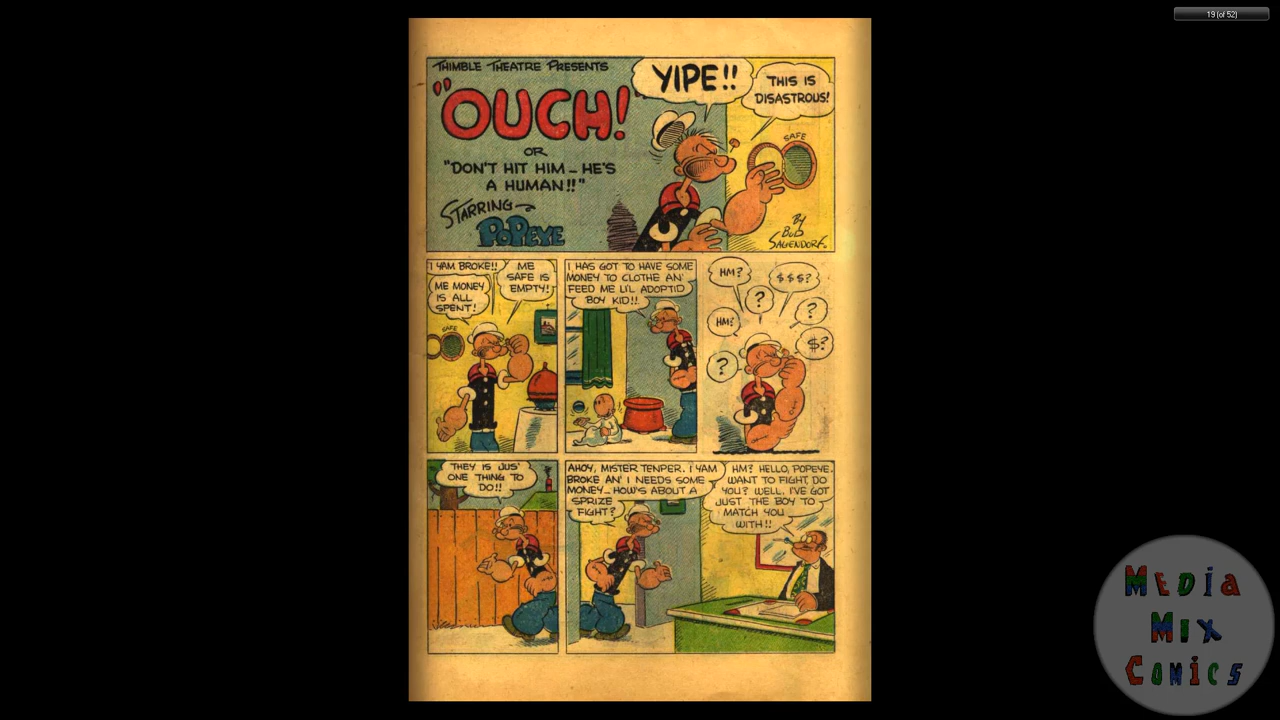 19 (of 52)
THIMBLE THEATRE PRESENTS
"OUCH!"
OR
"DON'T HIT HIM - HE'S
A HUMAN!!"
STARRING
POPEYE
YIPE!!
THIS IS
DISASTROUS!
SAFE
BY
BUD
SAGENDORF.
I YAM BROKE!!
ME MONEY
IS ALL
SPENT!
ME
SAFE IS
EMPTY!
SAFE
I HAS GOT TO HAVE SOME
MONEY TO CLOTHE AN'
FEED ME LI'L ADOPTID
BOY KID!!
HM?
$$$?
?
?
HM?
$?
?
THEY IS JUS'
ONE THING TO
DO!!
AHOY, MISTER TENPER. I YAM
BROKE AN' I NEEDS SOME
MONEY - HOW'S ABOUT A
SPRIZE
FIGHT?
HM? HELLO, POPEYE.
WANT TO FIGHT, DO
YOU? WELL, I'VE GOT
JUST THE BOY TO
MATCH YOU
WITH!!
MEDIA
MIX
COMICS